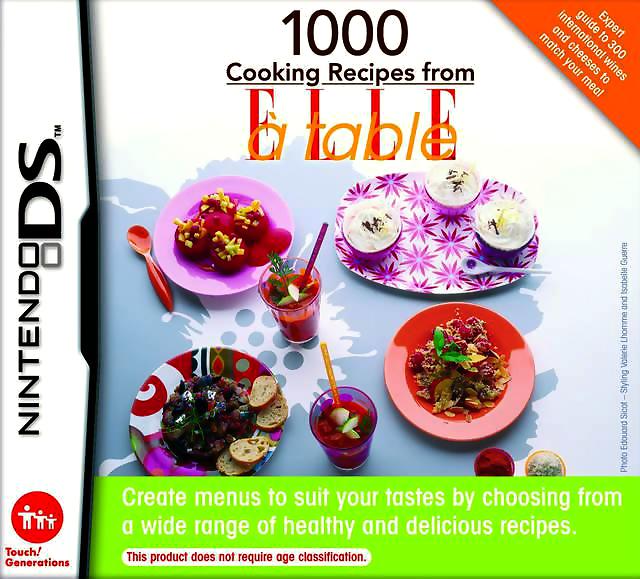 1000
Cooking Recipes from
ELLE
à table
Expert
guide to 300
international wines
and cheeses to
match your meal
NINTENDO DS™
Photo Edouard Sicot – Styling Valérie Lhomme and Isabelle Guerre
Create menus to suit your tastes by choosing from
a wide range of healthy and delicious recipes.
This product does not require age classification.
Touch!
Generations